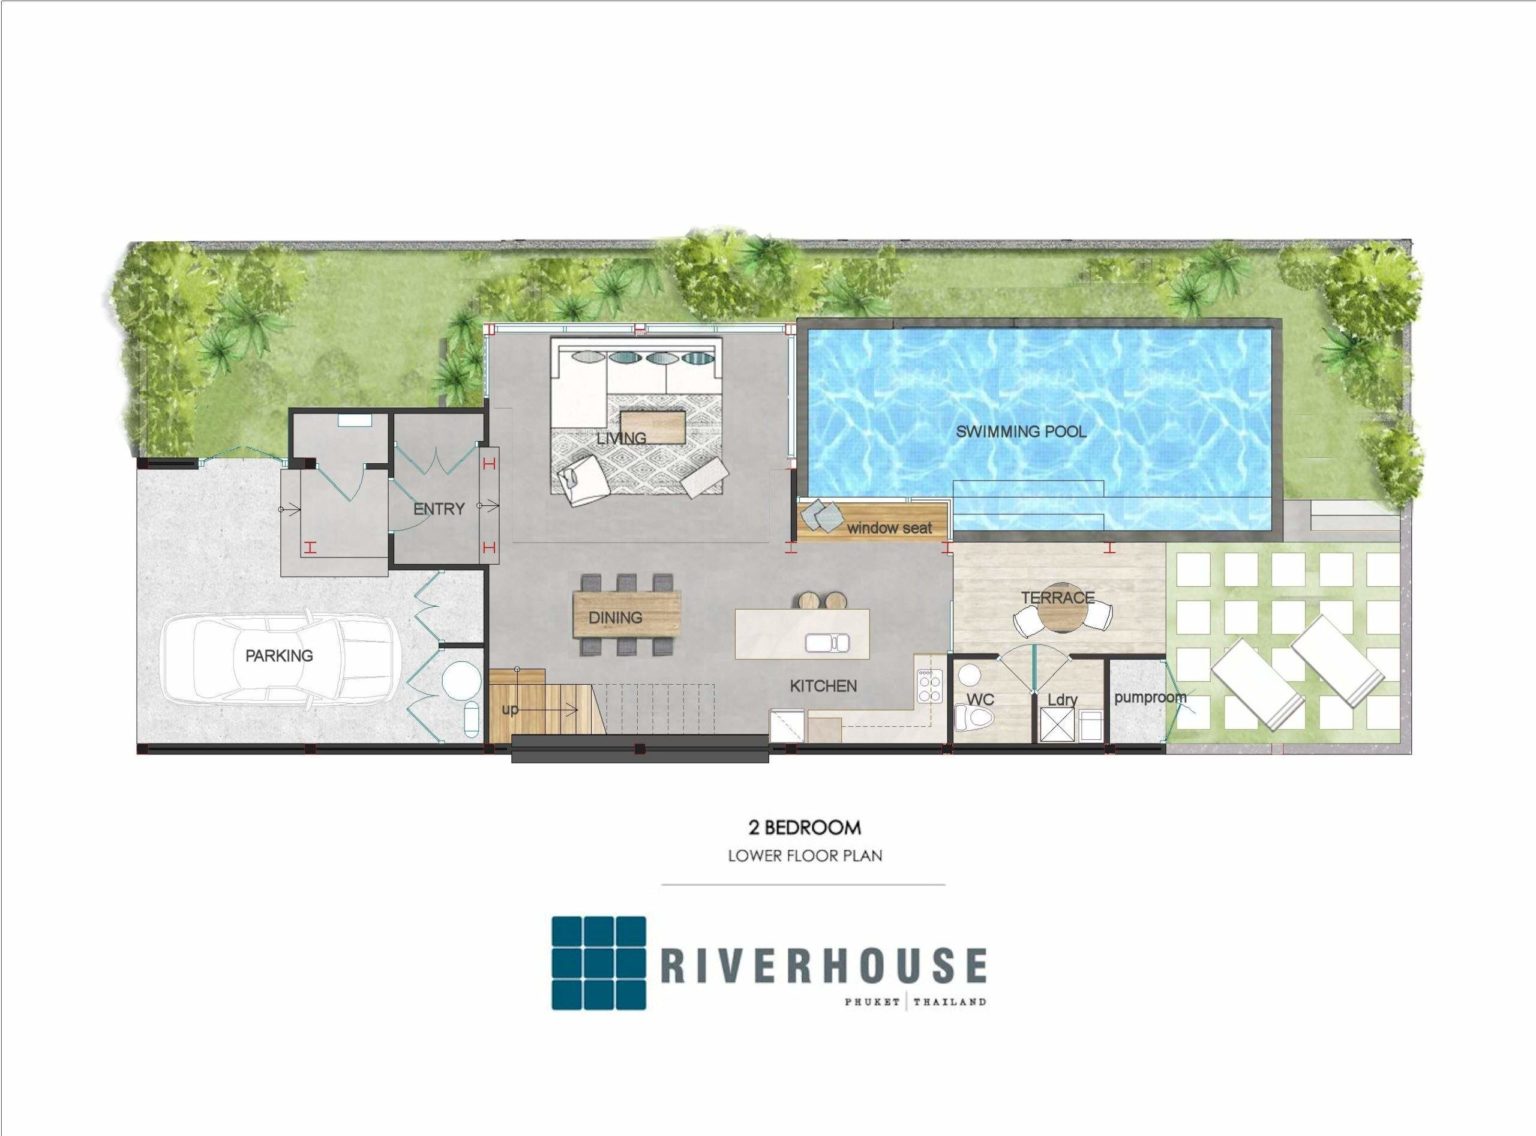 SWIMMING POOL
LIVING
ENTRY
window seat
TERRACE
DINING
PARKING
KITCHEN
WC
Ldry
pumproom
up
2 BEDROOM
LOWER FLOOR PLAN
RIVERHOUSE
PHUKET | THAILAND